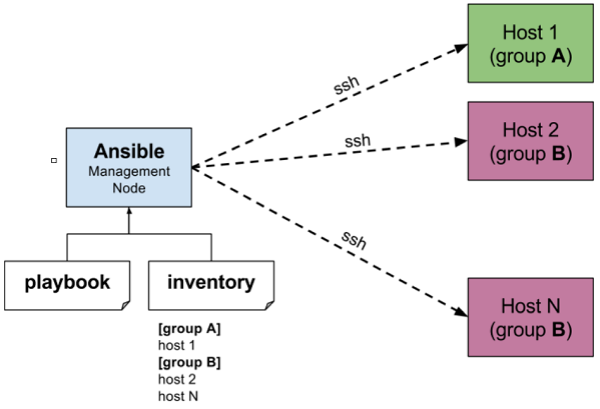 Host 1
(group A)
ssh
Host 2
(group B)
ssh
Ansible
Management
Node
ssh
playbook
inventory
[group A]
host 1
[group B]
host 2
host N
Host N
(group B)